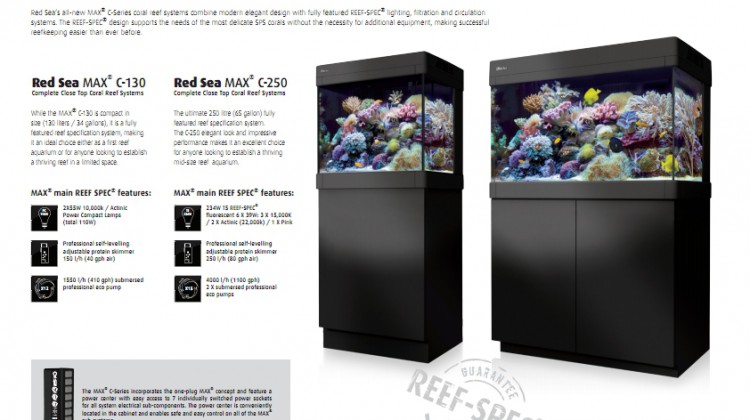 Red Sea's all-new MAX® C-Series coral reef systems combine modern elegant design with fully featured REEF-SPEC® lighting, filtration and circulation
systems. The REEF-SPEC® design supports the needs of the most delicate SPS corals without the necessity for additional equipment, making successful
reefkeeping easier than ever before.
Red Sea MAX® C-130
Complete Close Top Coral Reef Systems
While the MAX® C-130 is compact in
size (130 liters / 34 gallons), it is a fully
featured reef specification system, making
it an ideal choice either as a first reef
aquarium or for anyone looking to establish
a thriving reef in a limited space.
MAX® main REEF SPEC® features:
2X55W 10,000k / Actinic
Power Compact Lamps
(total 110W)
Professional self-levelling
adjustable protein skimmer
150 l/h (40 gph air)
1550 l/h (410 gph) submersed
professional eco pump
Red Sea MAX® C-250
Complete Close Top Coral Reef Systems
The ultimate 250 litre (65 gallon) fully
featured reef specification system.
The C-250 elegant look and impressive
performance makes it an excellent choice
for anyone looking to establish a thriving
mid-size reef aquarium.
MAX® main REEF SPEC® features:
234W T5 REEF-SPEC®
fluorescent 6 X 39W: 3 X 15,000K
/ 2 X Actinic (22,000k) / 1 X Pink
Professional self-levelling
adjustable protein skimmer
250 l/h (80 gph air)
4000 l/h (1100 gph)
2 X submersed professional
eco pumps
The MAX® C-Series incorporates the one-plug MAX® concept and feature a
power center with easy access to 7 individually switched power sockets
for all system electrical sub-components. The power center is conveniently
located in the cabinet and enables safe and easy control on all of the MAX®
GUARANTEE
REEF-SPEC